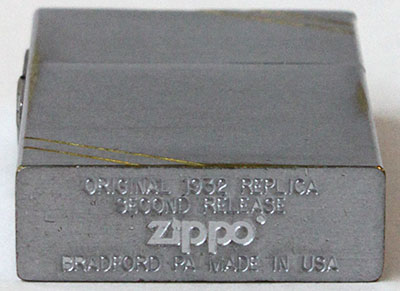 ORIGINAL 1932 REPLICA
SECOND RELEASE
zippo®
BRADFORD PA MADE IN USA